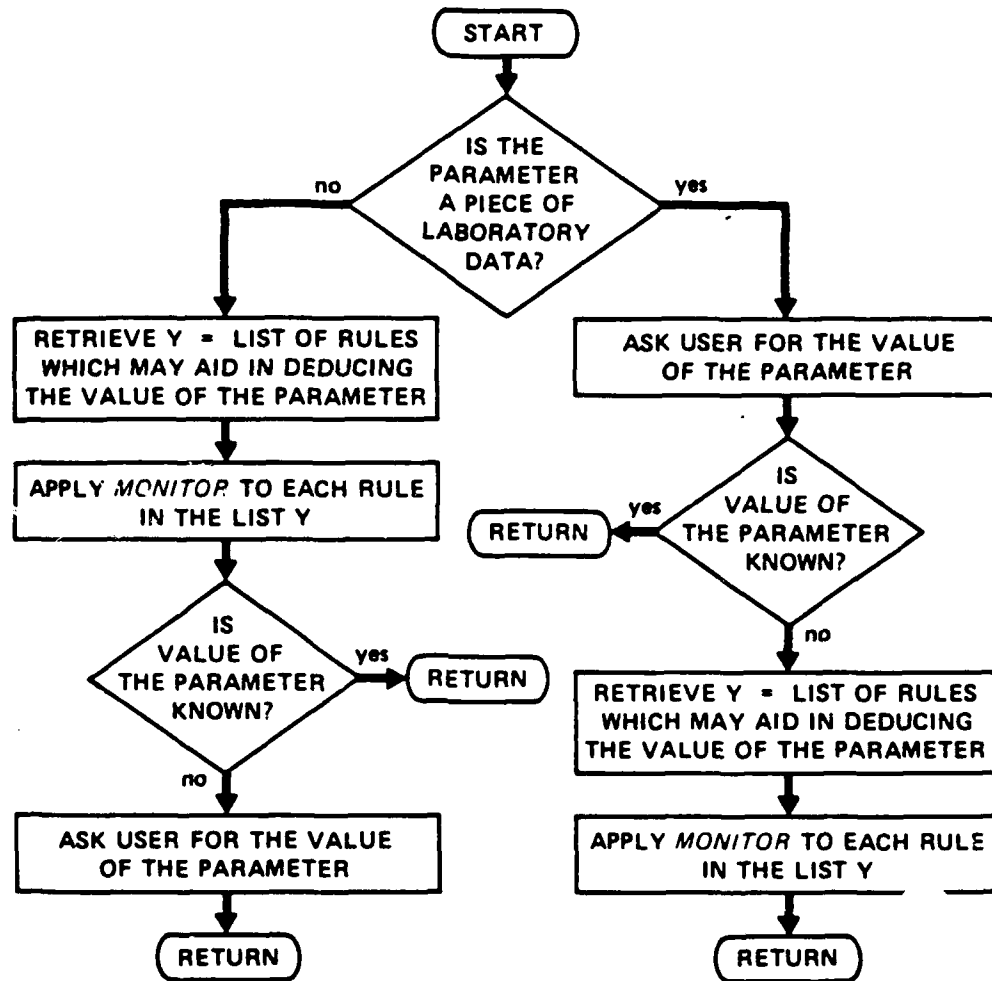 START
IS THE
PARAMETER
A PIECE OF
LABORATORY
DATA?
no
yes
RETRIEVE Y = LIST OF RULES
WHICH MAY AID IN DEDUCING
THE VALUE OF THE PARAMETER
APPLY MONITOR TO EACH RULE
IN THE LIST Y
IS
VALUE OF
THE PARAMETER
KNOWN?
yes
RETURN
no
ASK USER FOR THE VALUE
OF THE PARAMETER
RETURN
ASK USER FOR THE VALUE
OF THE PARAMETER
IS
VALUE OF
THE PARAMETER
KNOWN?
yes
RETURN
no
RETRIEVE Y = LIST OF RULES
WHICH MAY AID IN DEDUCING
THE VALUE OF THE PARAMETER
APPLY MONITOR TO EACH RULE
IN THE LIST Y
RETURN